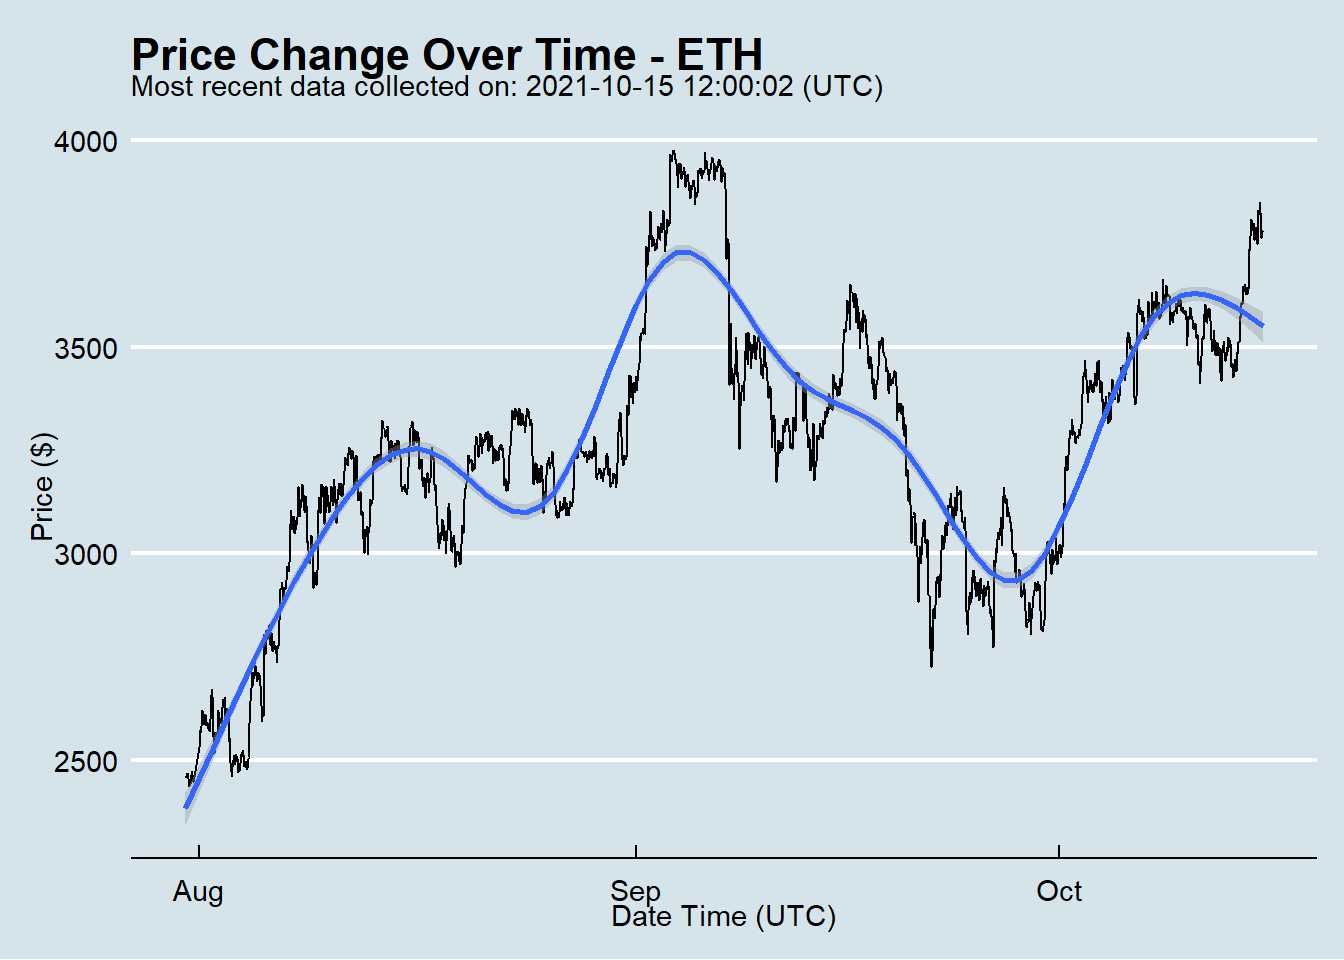 Price Change Over Time - ETH
Most recent data collected on: 2021-10-15 12:00:02 (UTC)
4000
3500
3000
2500
Price ($)
Aug
Sep
Oct
Date Time (UTC)